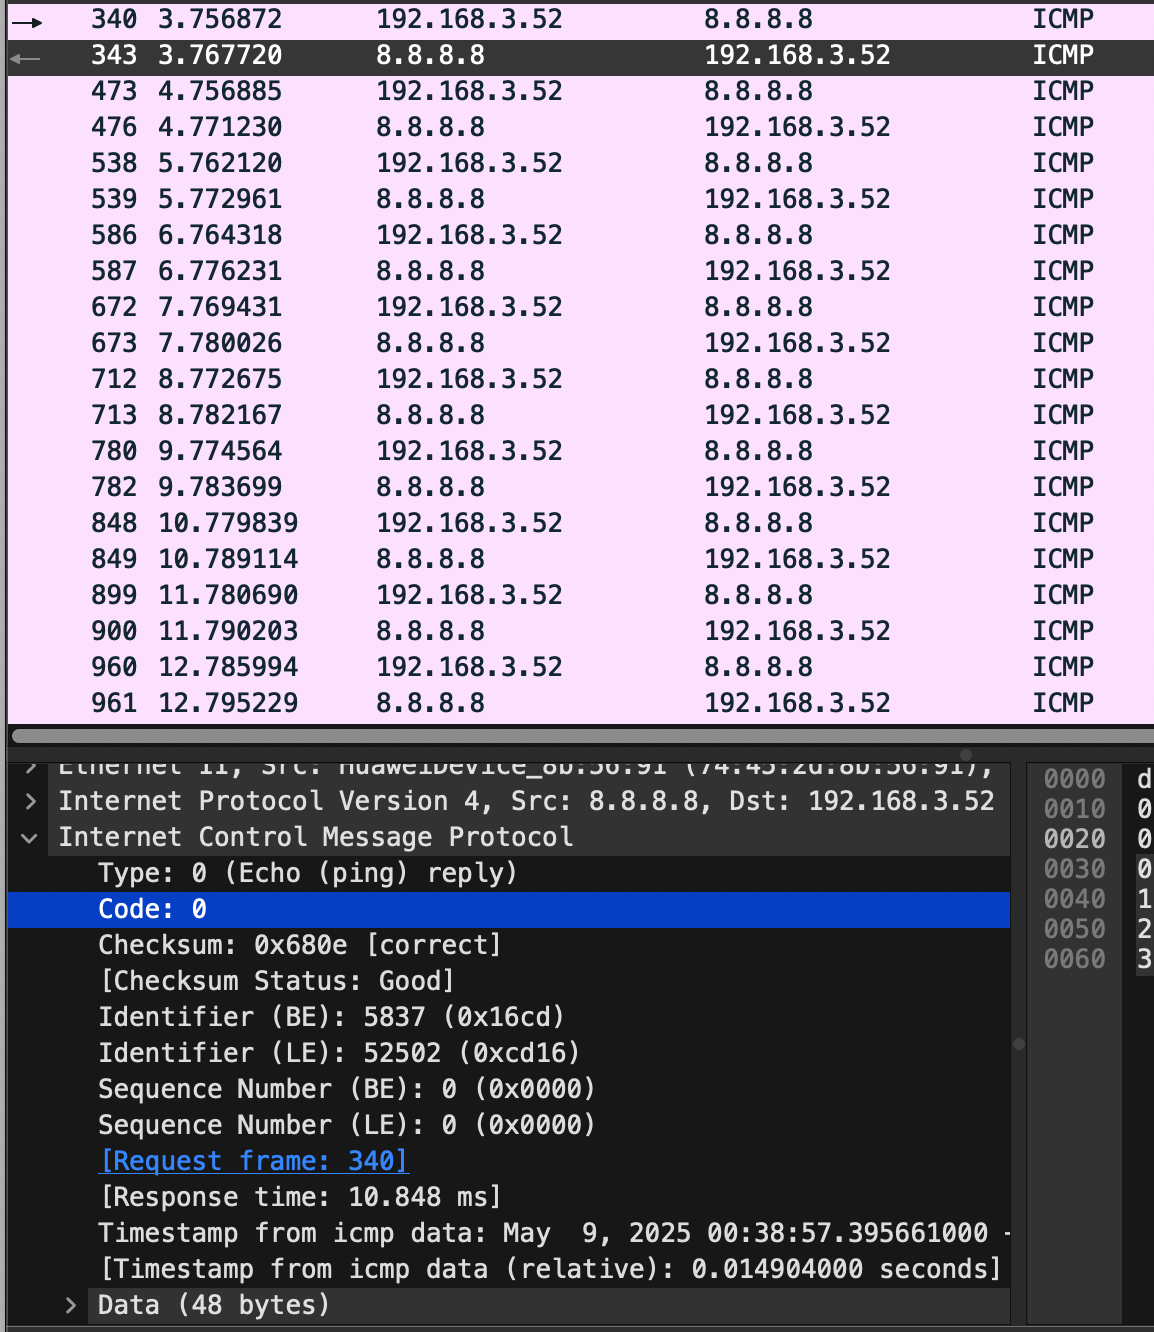 340 3.756872 192.168.3.52 8.8.8.8 ICMP
343 3.767720 8.8.8.8 192.168.3.52 ICMP
473 4.756885 192.168.3.52 8.8.8.8 ICMP
476 4.771230 8.8.8.8 192.168.3.52 ICMP
538 5.762120 192.168.3.52 8.8.8.8 ICMP
539 5.772961 8.8.8.8 192.168.3.52 ICMP
586 6.764318 192.168.3.52 8.8.8.8 ICMP
587 6.776231 8.8.8.8 192.168.3.52 ICMP
672 7.769431 192.168.3.52 8.8.8.8 ICMP
673 7.780026 8.8.8.8 192.168.3.52 ICMP
712 8.772675 192.168.3.52 8.8.8.8 ICMP
713 8.782167 8.8.8.8 192.168.3.52 ICMP
780 9.774564 192.168.3.52 8.8.8.8 ICMP
782 9.783699 8.8.8.8 192.168.3.52 ICMP
848 10.779839 192.168.3.52 8.8.8.8 ICMP
849 10.789114 8.8.8.8 192.168.3.52 ICMP
899 11.780690 192.168.3.52 8.8.8.8 ICMP
900 11.790203 8.8.8.8 192.168.3.52 ICMP
960 12.785994 192.168.3.52 8.8.8.8 ICMP
961 12.795229 8.8.8.8 192.168.3.52 ICMP
Ethernet II, Src: HuaweiDevice_8b:56:91 (74:45:2d:8b:56:91),
Internet Protocol Version 4, Src: 8.8.8.8, Dst: 192.168.3.52
Internet Control Message Protocol
Type: 0 (Echo (ping) reply)
Code: 0
Checksum: 0x680e [correct]
[Checksum Status: Good]
Identifier (BE): 5837 (0x16cd)
Identifier (LE): 52502 (0xcd16)
Sequence Number (BE): 0 (0x0000)
Sequence Number (LE): 0 (0x0000)
[Request frame: 340]
[Response time: 10.848 ms]
Timestamp from icmp data: May  9, 2025 00:38:57.395661000
[Timestamp from icmp data (relative): 0.014904000 seconds]
Data (48 bytes)
0000 d
0010 0
0020 0
0030 0
0040 1
0050 2
0060 3